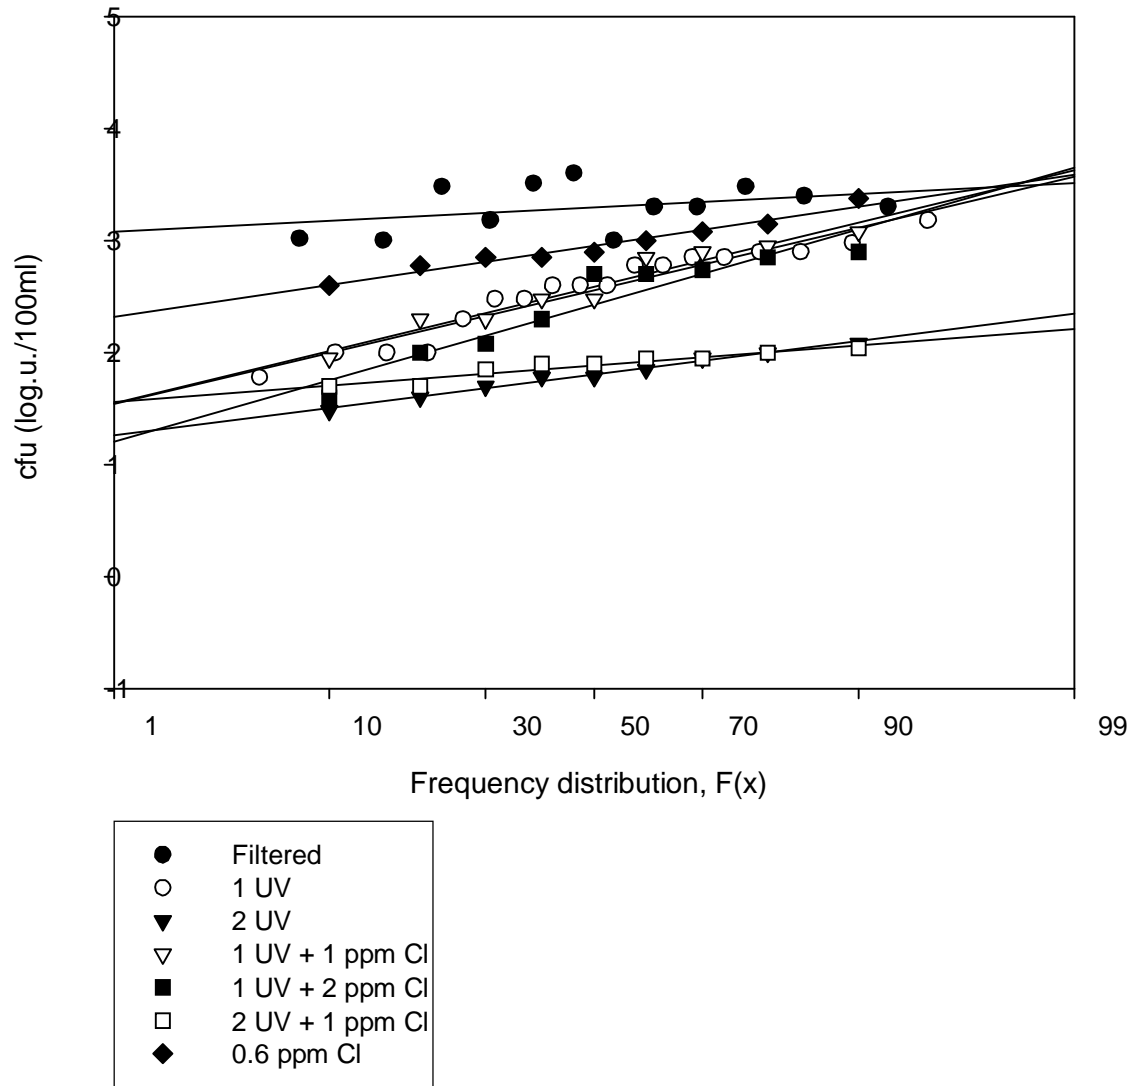 5
4
3
2
1
0
-1
cfu (log.u./100ml)
1 10 30 50 70 90 99
Frequency distribution, F(x)
Filtered
1 UV
2 UV
1 UV + 1 ppm Cl
1 UV + 2 ppm Cl
2 UV + 1 ppm Cl
0.6 ppm Cl